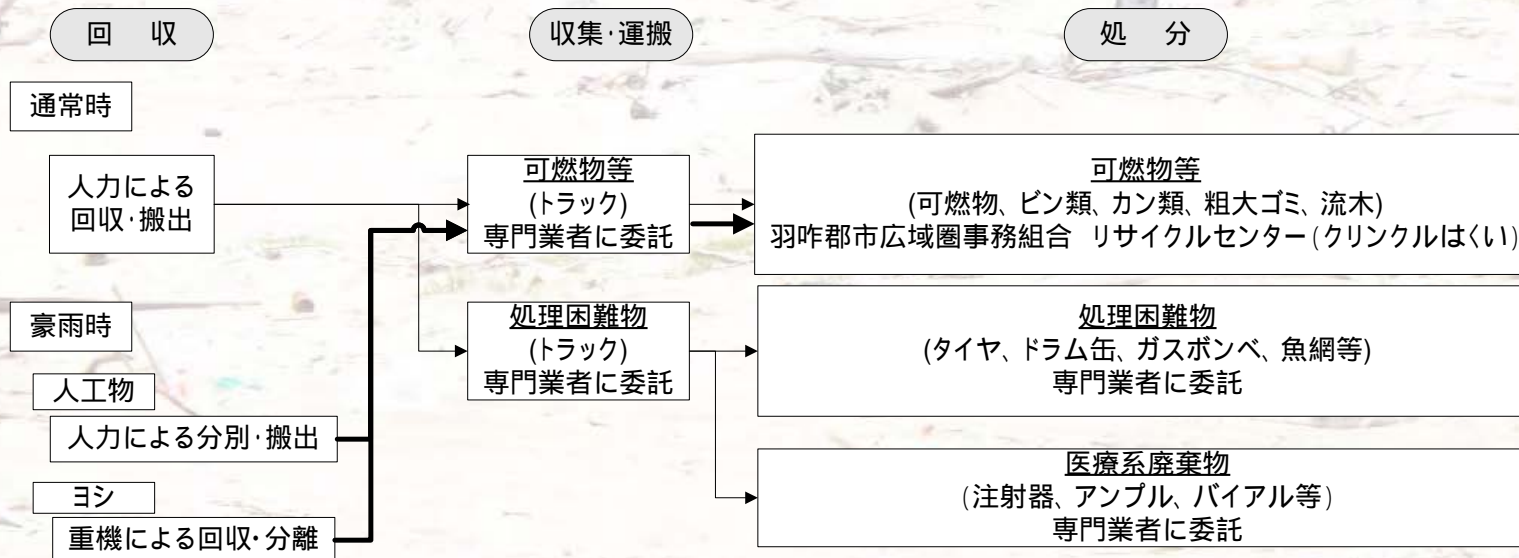 回 収
収集・運搬
処 分
通常時
人力による
回収・搬出
可燃物等
(トラック)
専門業者に委託
可燃物等
(可燃物、ビン類、カン類、粗大ゴミ、流木)
羽咋郡市広域圏事務組合 リサイクルセンター(クリンクルはくい)
豪雨時
処理困難物
(トラック)
専門業者に委託
処理困難物
(タイヤ、ドラム缶、ガスボンベ、魚網等)
専門業者に委託
人工物
人力による分別・搬出
ヨシ
重機による回収・分離
医療系廃棄物
(注射器、アンプル、バイアル等)
専門業者に委託